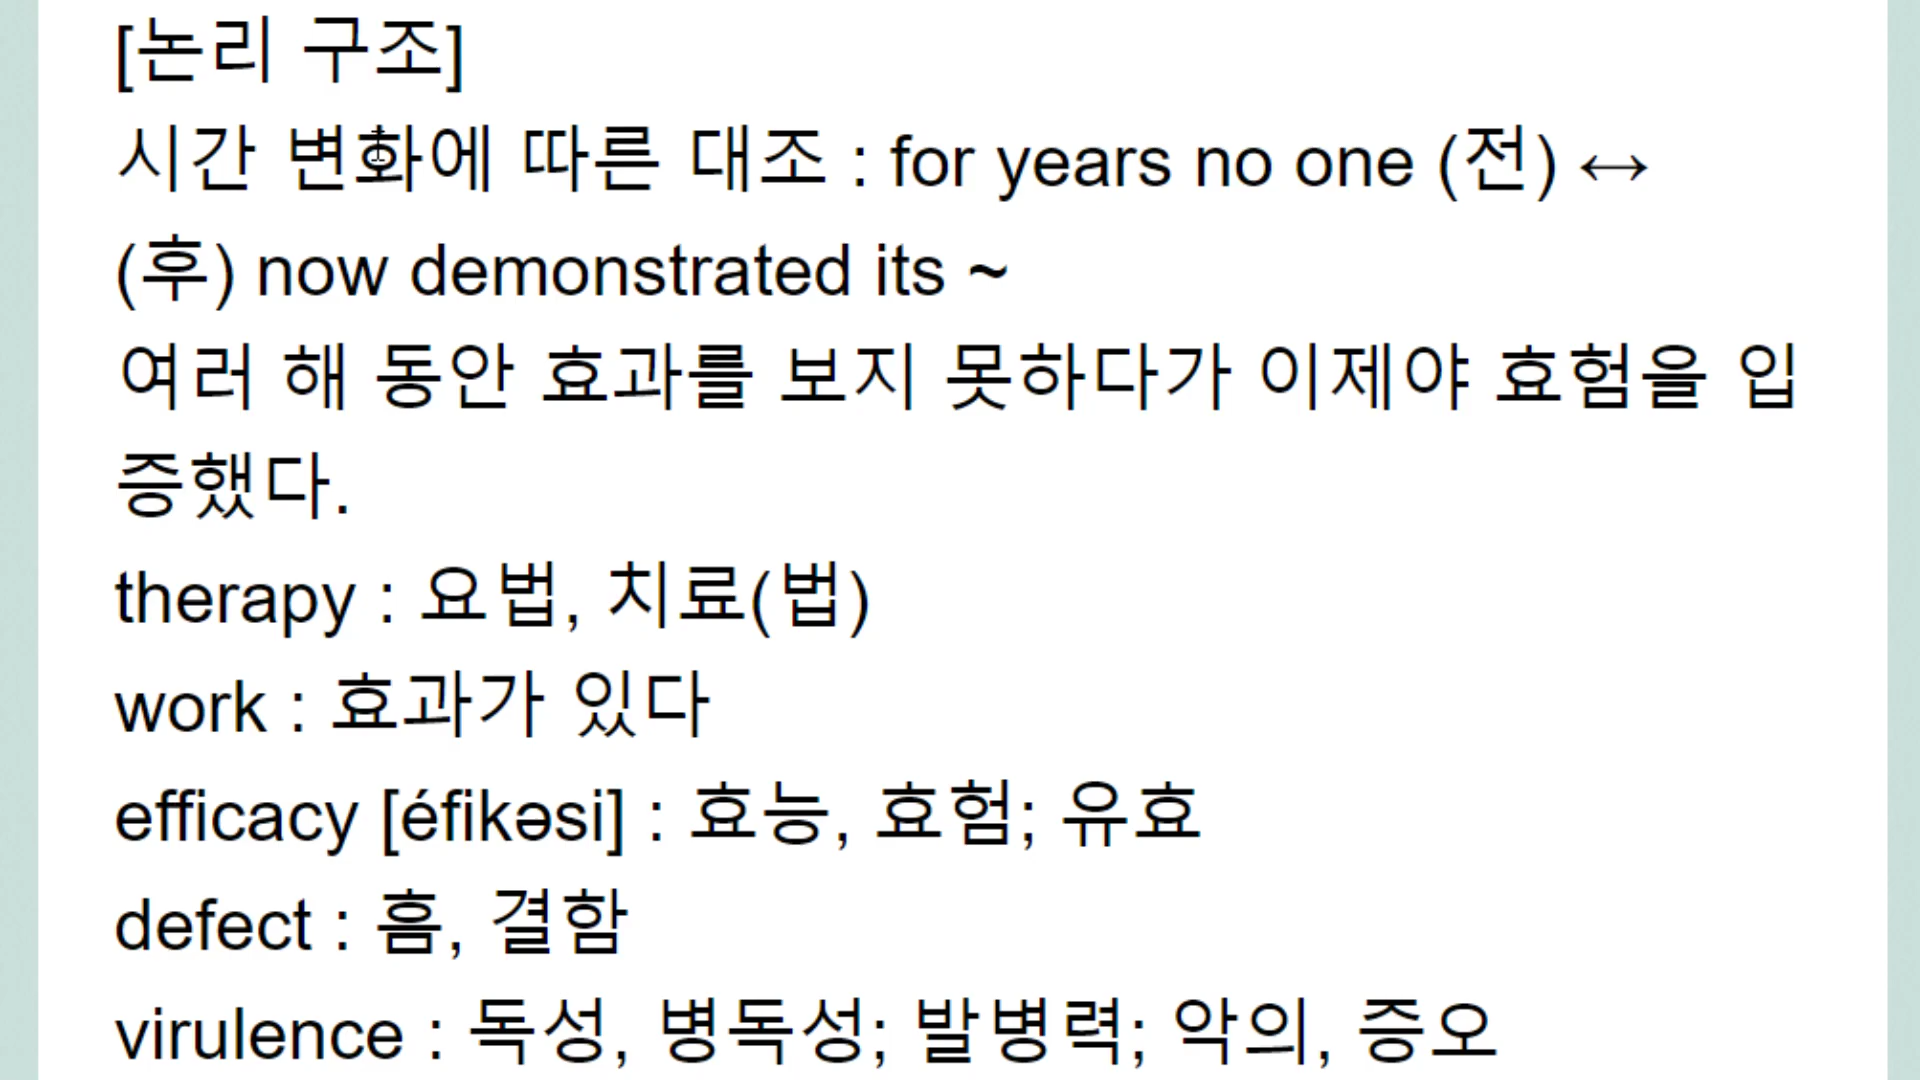 [논리 구조]
시간 변화에 따른 대조 : for years no one (전) ↔
(후) now demonstrated its ~
여러 해 동안 효과를 보지 못하다가 이제야 효험을 입
증했다.
therapy : 요법, 치료(법)
work : 효과가 있다
efficacy [éfikəsi] : 효능, 효험; 유효
defect : 흠, 결함
virulence : 독성, 병독성; 발병력; 악의, 증오